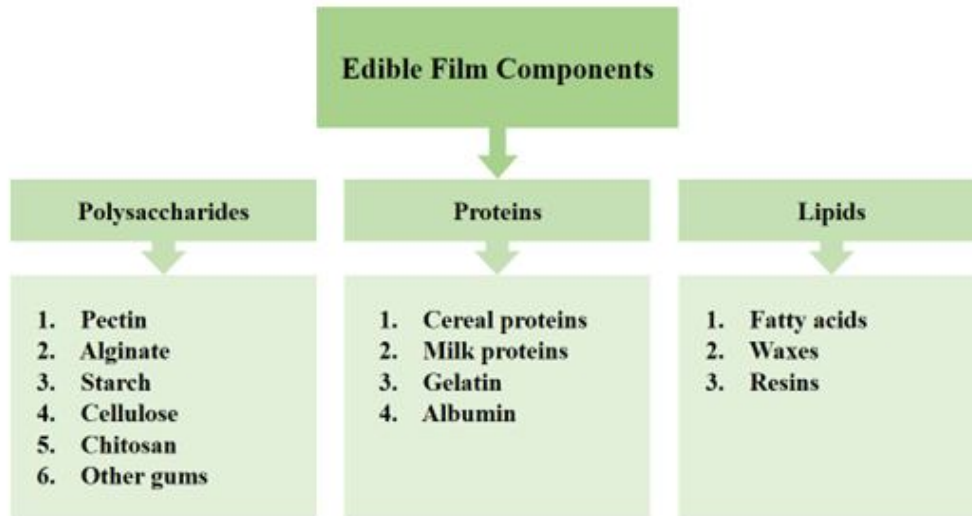 Edible Film Components
Polysaccharides
Proteins
Lipids
1. Pectin
2. Alginate
3. Starch
4. Cellulose
5. Chitosan
6. Other gums
1. Cereal proteins
2. Milk proteins
3. Gelatin
4. Albumin
1. Fatty acids
2. Waxes
3. Resins